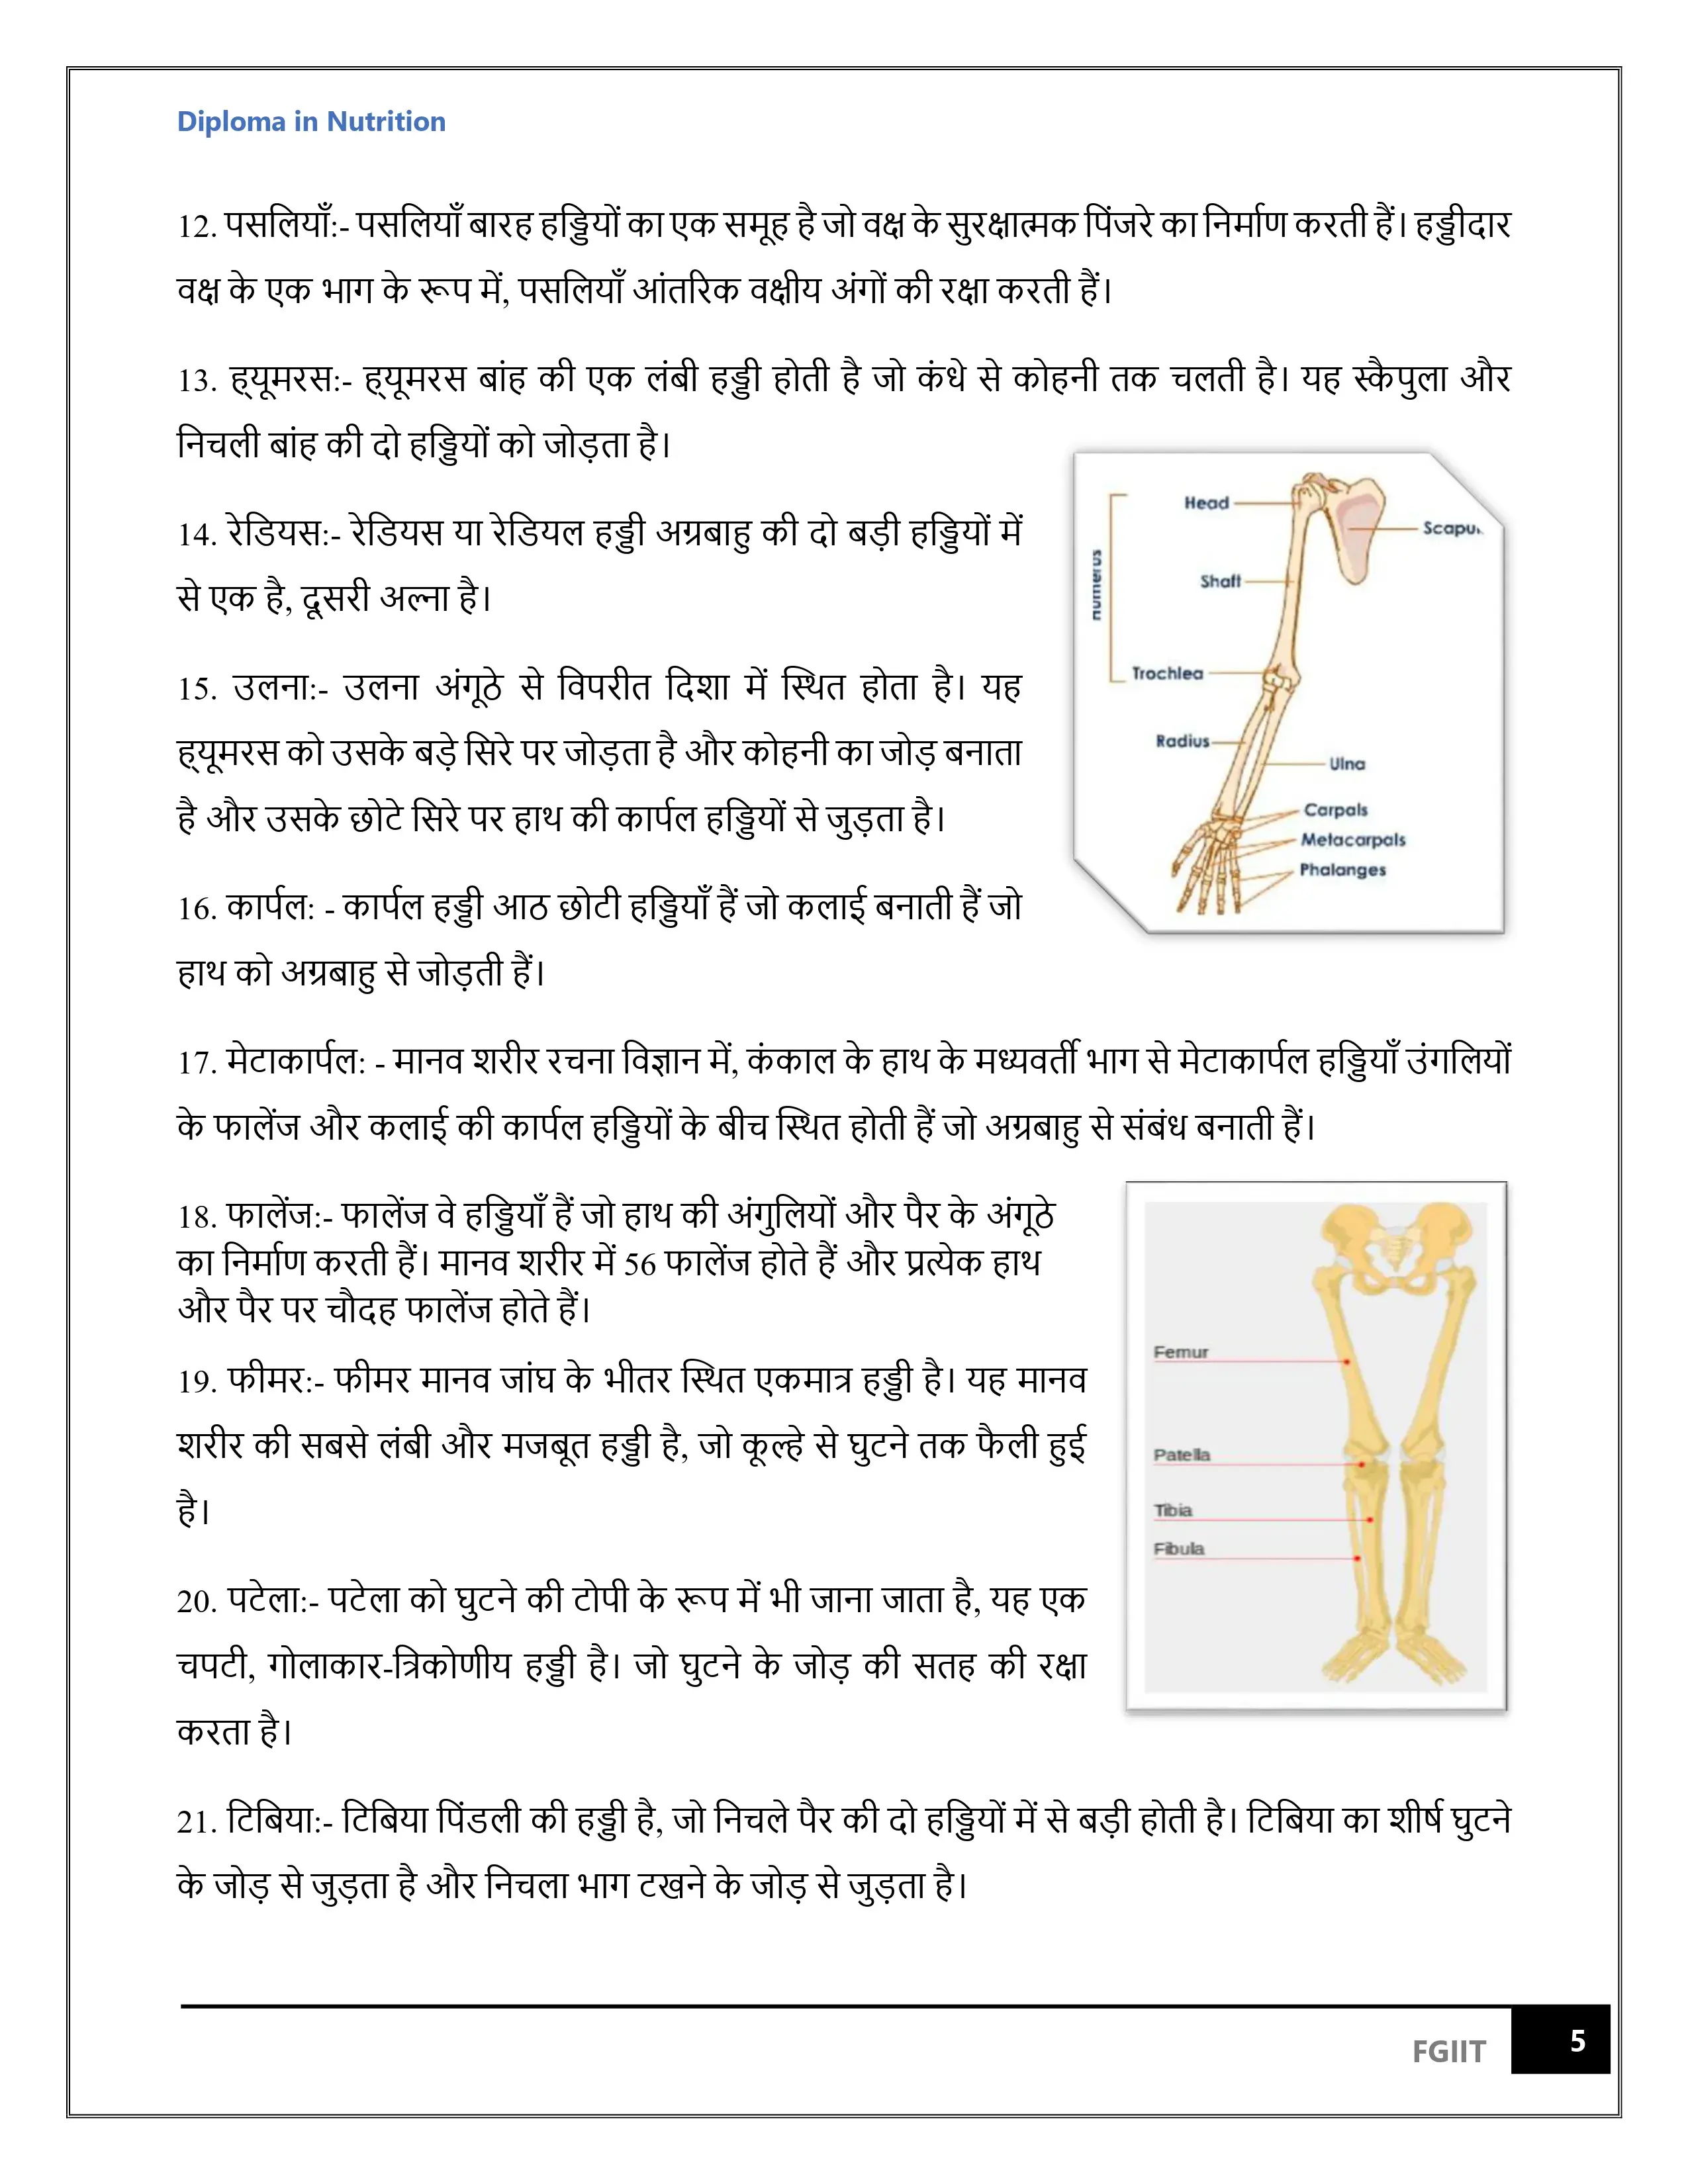 Diploma in Nutrition
12. पसलियाँ:- पसलियाँ बारह हड्डियों का एक समूह है जो वक्ष के सुरक्षात्मक पिंजरे का निर्माण करती हैं। हड्डीदार
वक्ष के एक भाग के रूप में, पसलियाँ आंतरिक वक्षीय अंगों की रक्षा करती हैं।
13. ह्यूमरस:- ह्यूमरस बांह की एक लंबी हड्डी होती है जो कंधे से कोहनी तक चलती है। यह स्कैपुला और
निचली बांह की दो हड्डियों को जोड़ता है।
14. रेडियस:- रेडियस या रेडियल हड्डी अग्रबाहु की दो बड़ी हड्डियों में
से एक है, दूसरी अल्ना है।
15. उलना:- उलना अंगूठे से विपरीत दिशा में स्थित होता है। यह
ह्यूमरस को उसके बड़े सिरे पर जोड़ता है और कोहनी का जोड़ बनाता
है और उसके छोटे सिरे पर हाथ की कार्पल हड्डियों से जुड़ता है।
16. कार्पल: - कार्पल हड्डी आठ छोटी हड्डियाँ हैं जो कलाई बनाती हैं जो
हाथ को अग्रबाहु से जोड़ती हैं।
Head
Scapu
Humerus
Shaft
Trochlea
Radius
Ulna
Carpals
Metacarpals
Phalanges
17. मेटाकार्पल: - मानव शरीर रचना विज्ञान में, कंकाल के हाथ के मध्यवर्ती भाग से मेटाकार्पल हड्डियाँ उंगलियों
के फालेंज और कलाई की कार्पल हड्डियों के बीच स्थित होती हैं जो अग्रबाहु से संबंध बनाती हैं।
18. फालेंज:- फालेंज वे हड्डियाँ हैं जो हाथ की अंगुलियों और पैर के अंगूठे
का निर्माण करती हैं। मानव शरीर में 56 फालेंज होते हैं और प्रत्येक हाथ
और पैर पर चौदह फालेंज होते हैं।
19. फीमर:- फीमर मानव जांघ के भीतर स्थित एकमात्र हड्डी है। यह मानव
शरीर की सबसे लंबी और मजबूत हड्डी है, जो कूल्हे से घुटने तक फैली हुई
है।
20. पटेला:- पटेला को घुटने की टोपी के रूप में भी जाना जाता है, यह एक
चपटी, गोलाकार-त्रिकोणीय हड्डी है। जो घुटने के जोड़ की सतह की रक्षा
करता है।
Femur
Patella
Tibia
Fibula
21. टिबिया:- टिबिया पिंडली की हड्डी है, जो निचले पैर की दो हड्डियों में से बड़ी होती है। टिबिया का शीर्ष घुटने
के जोड़ से जुड़ता है और निचला भाग टखने के जोड़ से जुड़ता है।
FGIIT
5